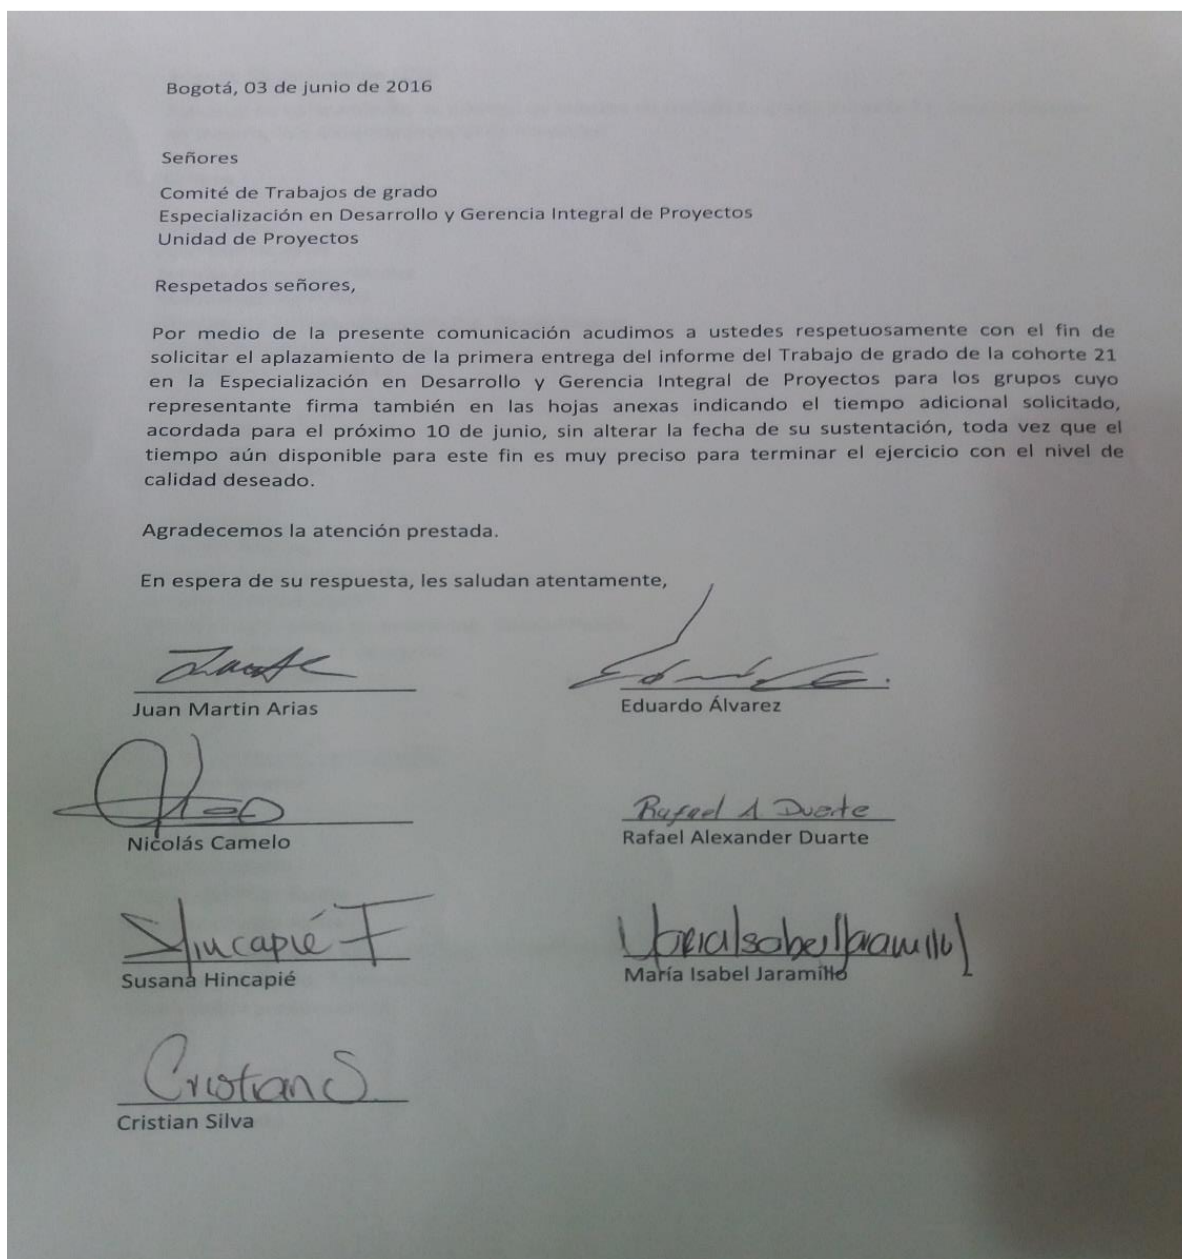 Bogotá, 03 de junio de 2016
Señores
Comité de Trabajos de grado
Especialización en Desarrollo y Gerencia Integral de Proyectos
Unidad de Proyectos
Respetados señores,
Por medio de la presente comunicación acudimos a ustedes respetuosamente con el fin de
solicitar el aplazamiento de la primera entrega del informe del Trabajo de grado de la cohorte 21
en la Especialización en Desarrollo y Gerencia Integral de Proyectos para los grupos cuyo
representante firma también en las hojas anexas indicando el tiempo adicional solicitado,
acordada para el próximo 10 de junio, sin alterar la fecha de su sustentación, toda vez que el
tiempo aún disponible para este fin es muy preciso para terminar el ejercicio con el nivel de
calidad deseado.
Agradecemos la atención prestada.
En espera de su respuesta, les saludan atentamente,
Juan Martin Arias
Eduardo Álvarez
Rafael A Duarte
Nicolás Camelo
Rafael Alexander Duarte
SHincapié F
María Isabel Jaramillo
Susana Hincapié
María Isabel Jaramillo
Cristian S.
Cristian Silva